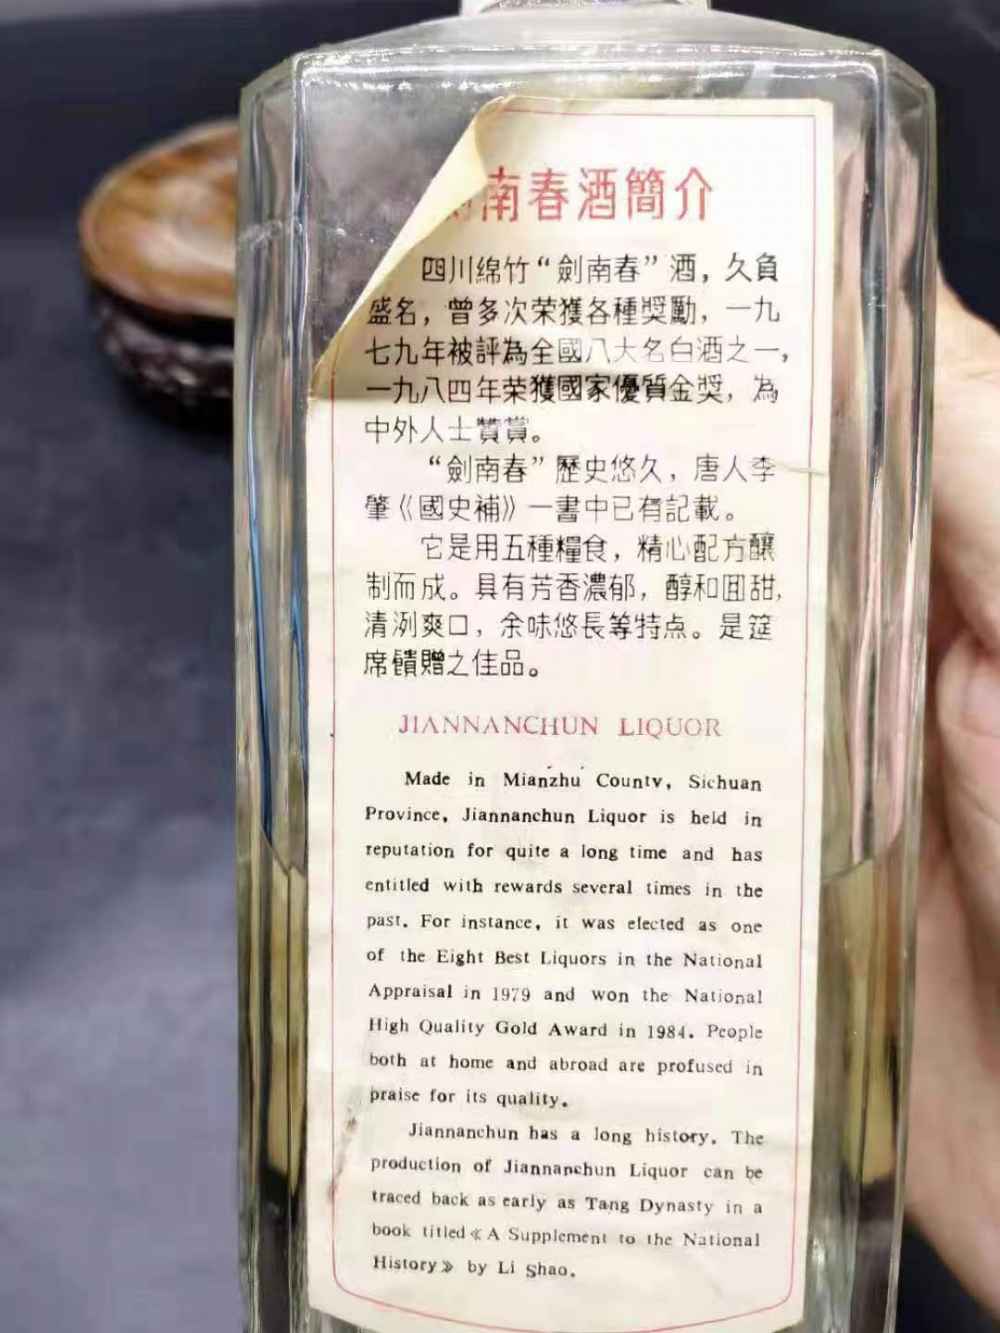 南春酒簡介
四川绵竹“劍南春”酒，久負
盛名，曾多次荣獲各種獎勵，一九
七九年被評為全國八大名白酒之一，
一九八四年荣獲國家優質金奖，為
中外人士贊賞。
“劍南春”歷史悠久，唐人李
肇《國史補》一書中已有記載。
它是用五種糧食，精心配方釀
制而成。具有芳香濃郁，醇和回甜，
清洌爽口，余味悠長等特点。是筵
席饋贈之佳品。
JIANNANCHUN LIQUOR
Made in Mianzhu County, Sichuan
Province, Jiannanchun Liquor is held in
reputation for quite a long time and has
entitled with rewards several times in the
past. For instance, it was elected as one
of the Eight Best Liquors in the National
Appraisal in 1979 and won the National
High Quality Gold Award in 1984. People
both at home and abroad are profused in
praise for its quality.
Jiannanchun has a long history. The
production of Jiannanchun Liquor can be
traced back as early as Tang Dynasty in a
book titled《A Supplement to the National
History》by Li Shao.